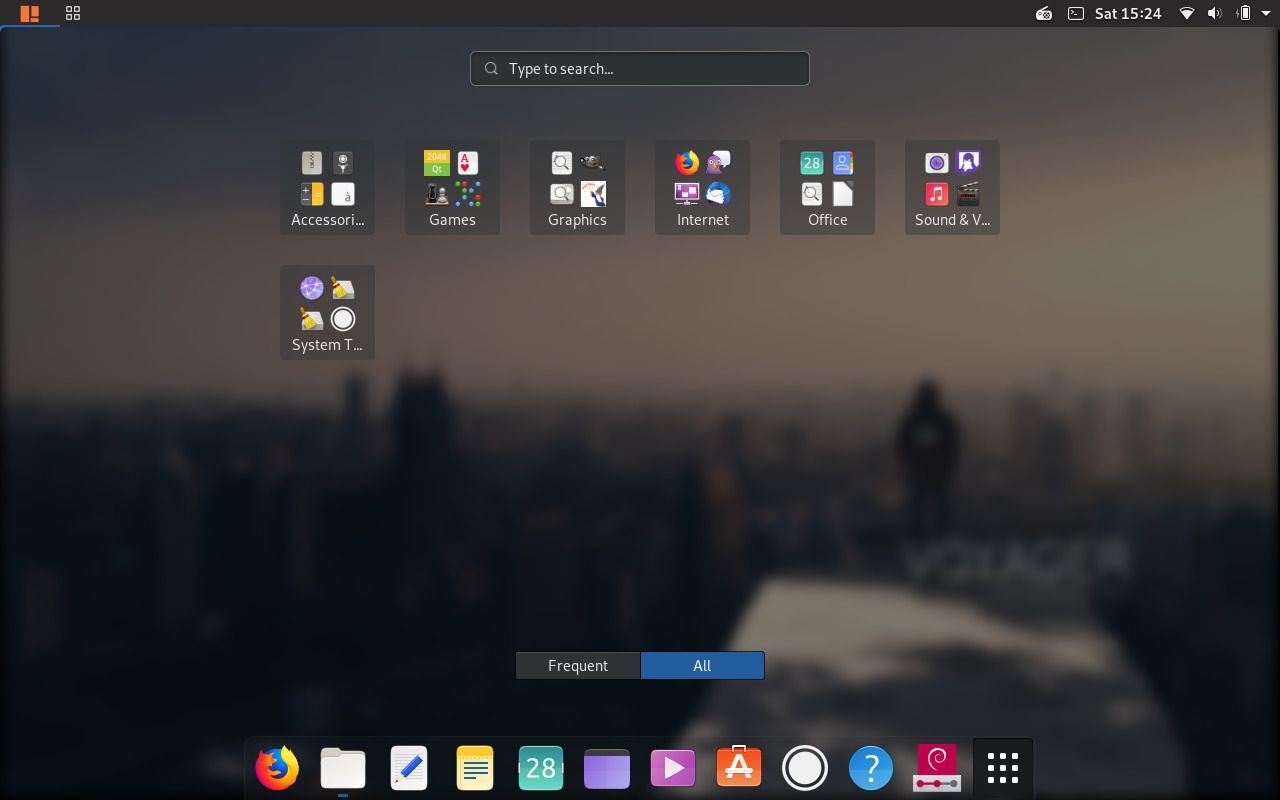 Sat 15:24
Type to search...
2048
Qt
A
28
à
Accessori...
Games
Graphics
Internet
Office
Sound & V...
System T...
VOYAGER
Frequent
All
28
?